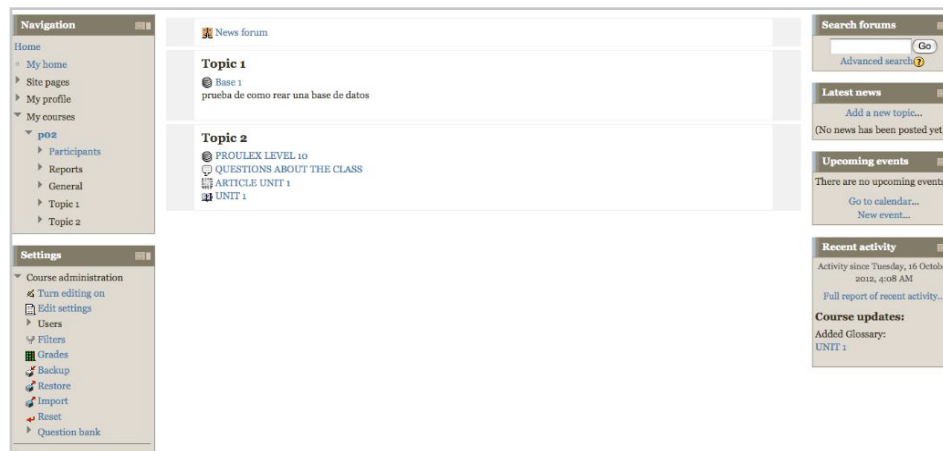 Navigation
Home
My home
Site pages
My profile
My courses
p02
Participants
Reports
General
Topic 1
Topic 2
Settings
Course administration
Turn editing on
Edit settings
Users
Filters
Grades
Backup
Restore
Import
Reset
Question bank
News forum
Topic 1
Base 1
prueba de como rear una base de datos
Topic 2
PROULEX LEVEL 10
QUESTIONS ABOUT THE CLASS
ARTICLE UNIT 1
UNIT 1
Search forums
Go
Advanced search
Latest news
Add a new topic...
(No news has been posted yet
Upcoming events
There are no upcoming events
Go to calendar...
New event...
Recent activity
Activity since Tuesday, 16 Octob
2012, 4:08 AM
Full report of recent activity..
Course updates:
Added Glossary:
UNIT 1